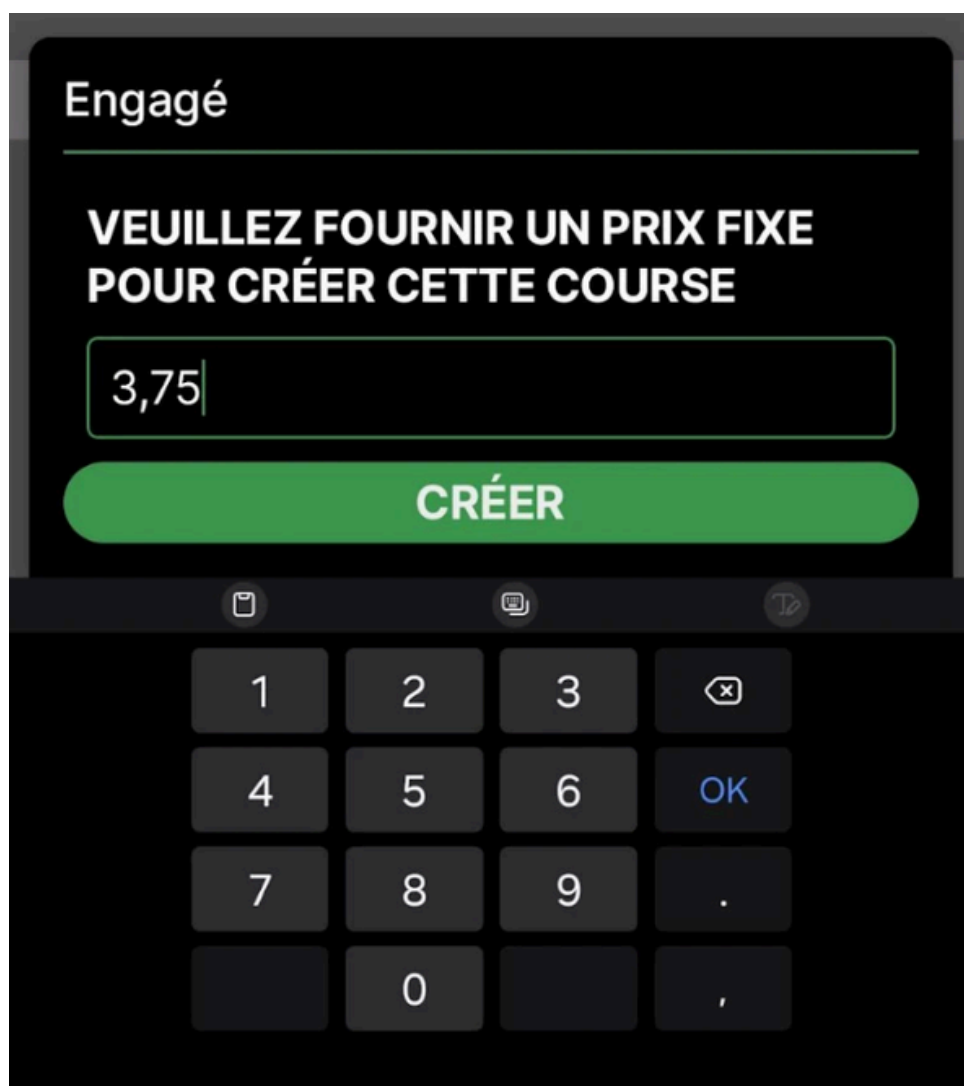 Engagé
VEUILLEZ FOURNIR UN PRIX FIXE
POUR CRÉER CETTE COURSE
3,75
CRÉER
1 2 3
4 5 6 OK
7 8 9 .
0 ,